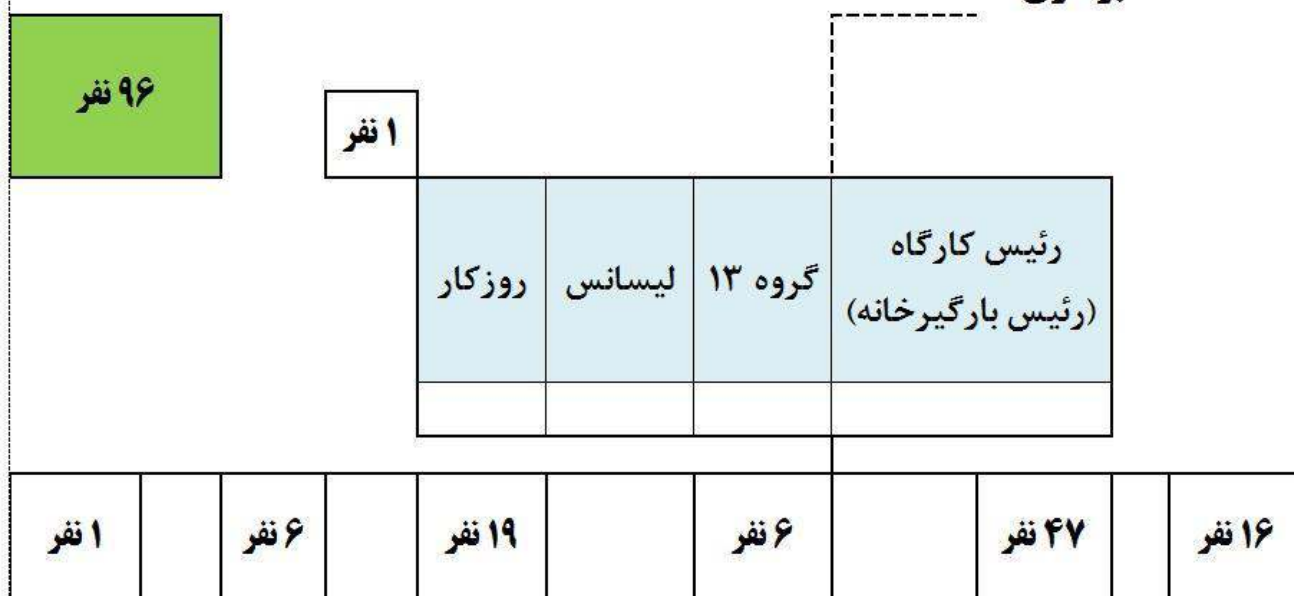 ۹۶ نفر
۱ نفر
رئیس کارگاه
(رئیس بارگیرخانه)
گروه ۱۳
لیسانس
روزکار
۱۶ نفر
۴۷ نفر
۶ نفر
۱۹ نفر
۶ نفر
۱ نفر